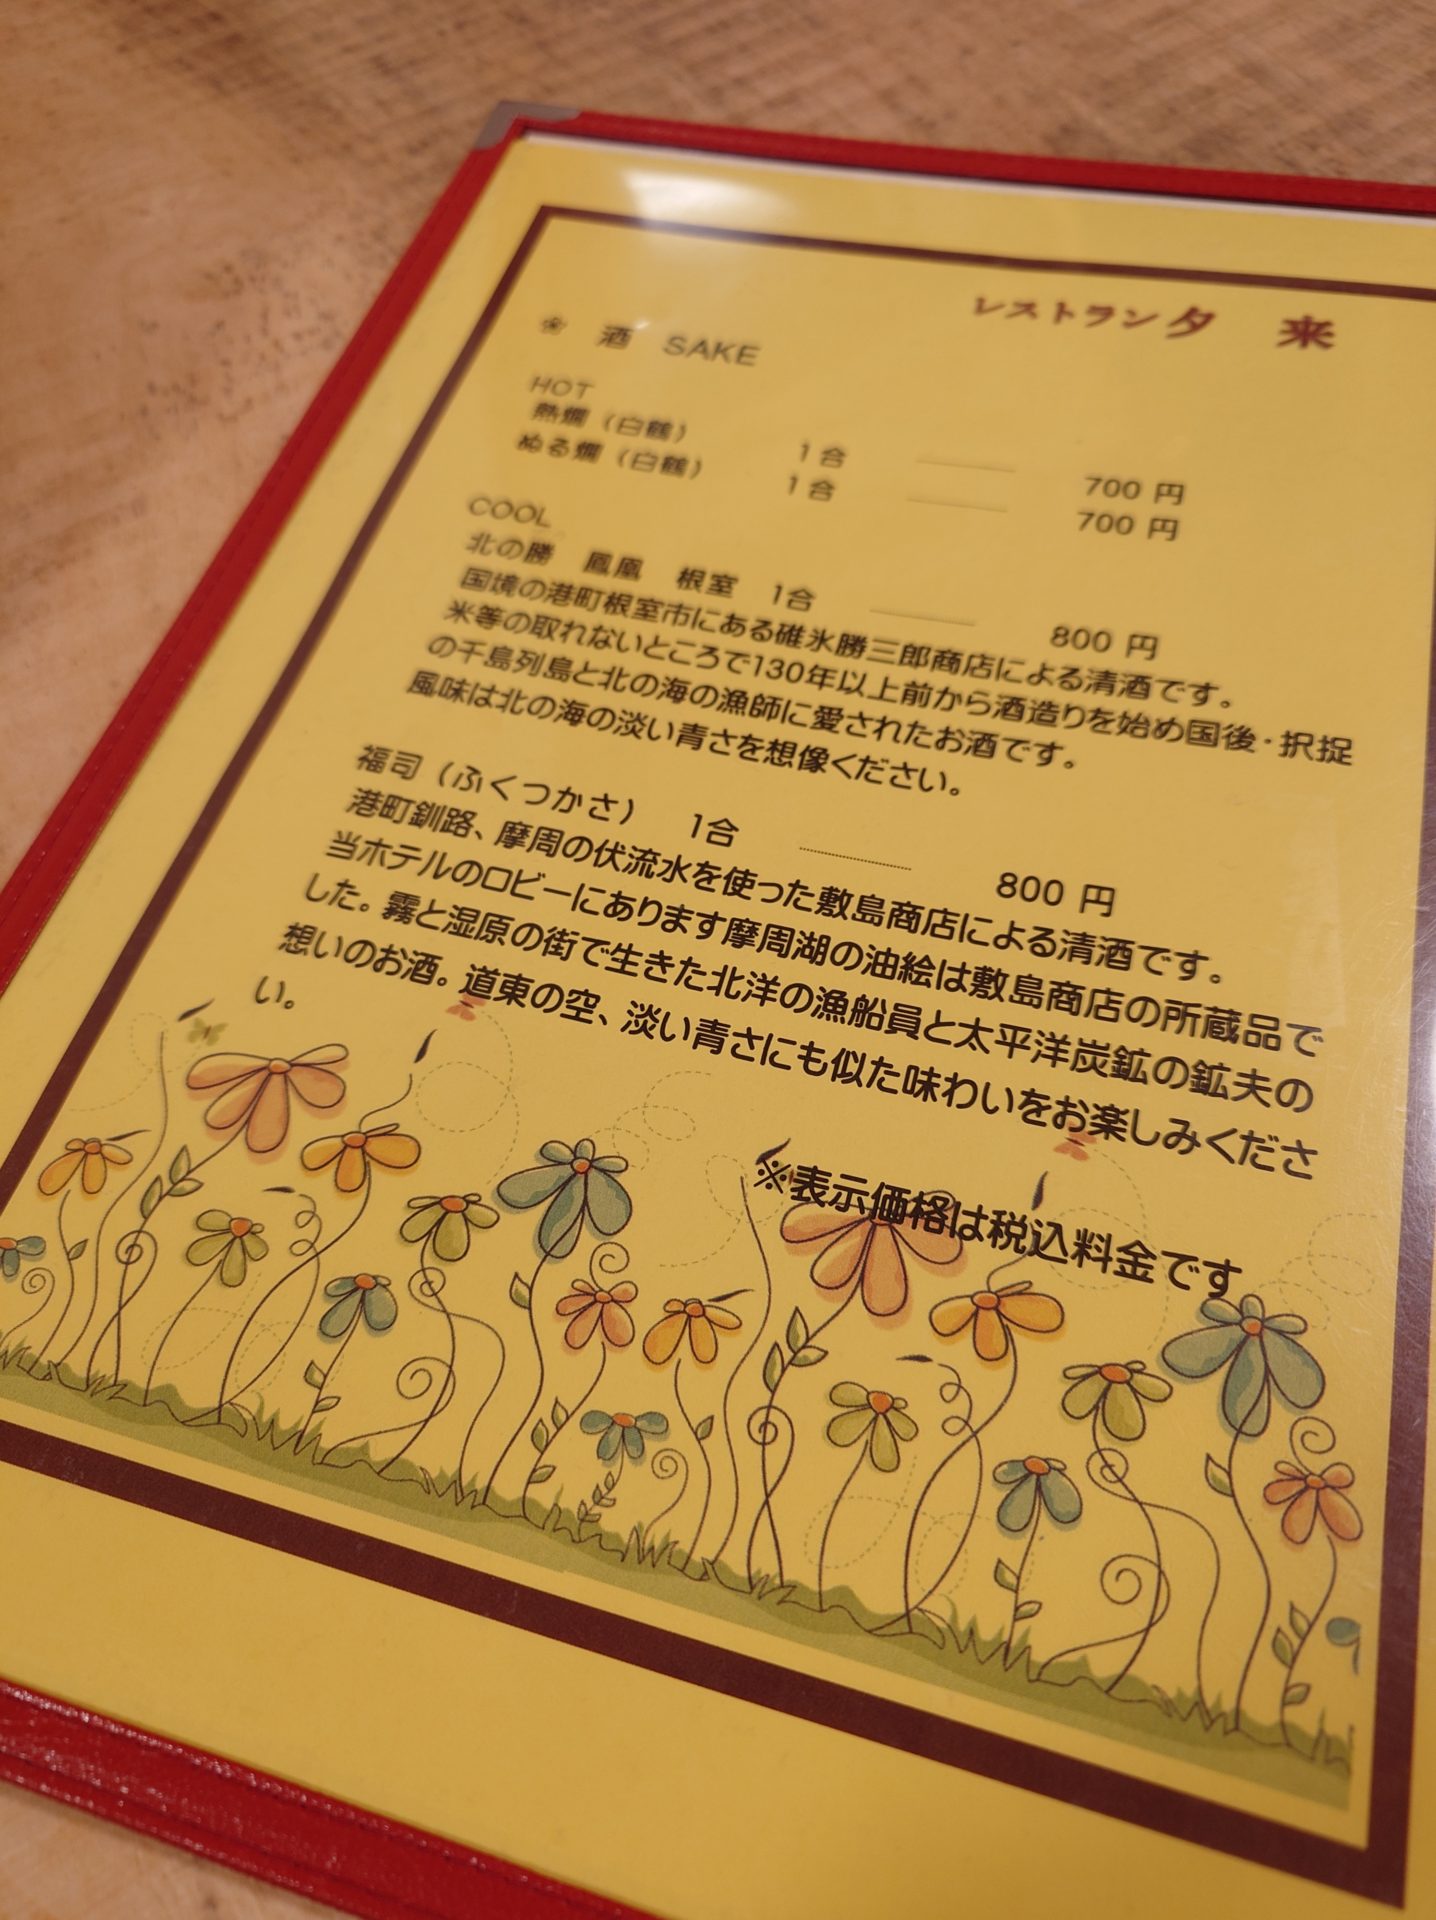 レストラン夕 来
❀ 酒 SAKE
HOT
熱燗（白鶴） 1合 700 円
ぬる燗（白鶴） 1合 700 円
COOL
北の勝 鳳凰 根室 1合 800 円
国境の港町根室市にある碓氷勝三郎商店による清酒です。
米等の取れないところで130年以上前から酒造りを始め国後・択捉
の千島列島と北の海の漁師に愛されたお酒です。
風味は北の海の淡い青さを想像ください。
福司（ふくつかさ） 1合 800 円
港町釧路、摩周の伏流水を使った敷島商店による清酒です。
当ホテルのロビーにあります摩周湖の油絵は敷島商店の所蔵品で
した。霧と湿原の街で生きた北洋の漁船員と太平洋炭鉱の鉱夫の
想いのお酒。道東の空、淡い青さにも似た味わいをお楽しみくださ
い。
※表示価格は税込料金です